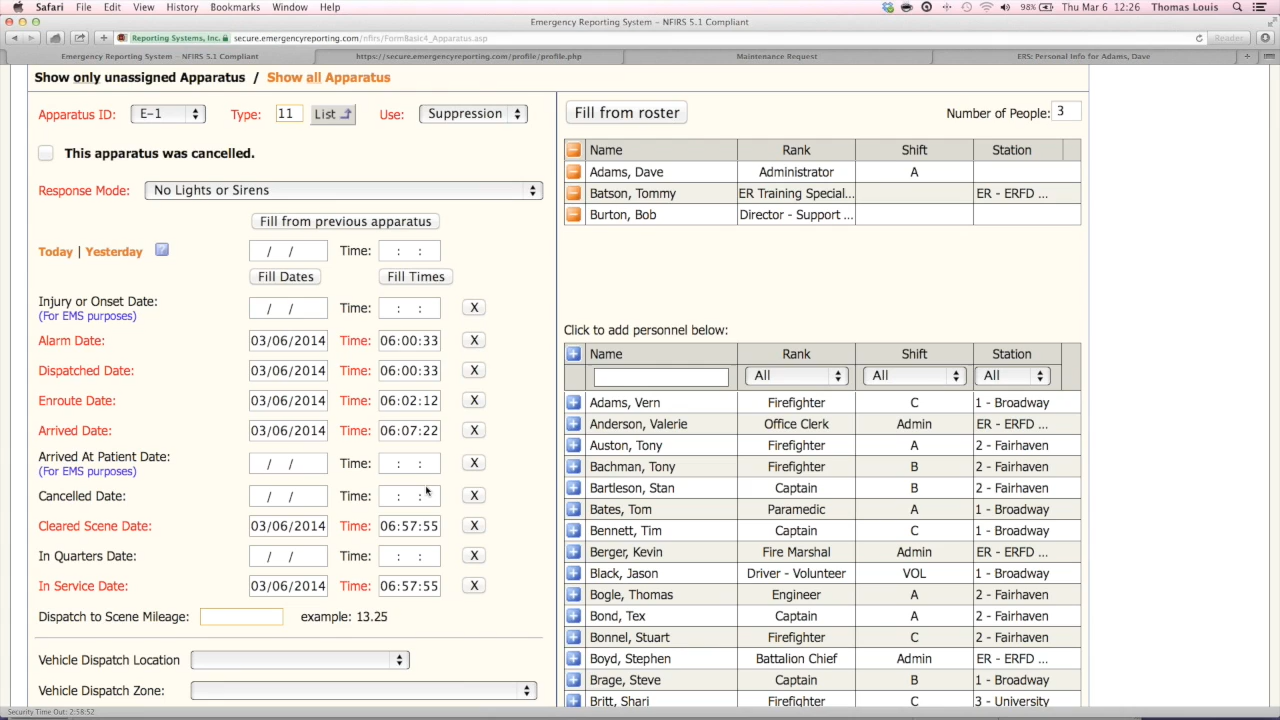 Safari File Edit View History Bookmarks Window Help 98% Thu Mar 6 12:26 Thomas Louis
Emergency Reporting System — NFIRS 5.1 Compliant
Reporting Systems, Inc. secure.emergencyreporting.com/nfirs/FormBasic4_Apparatus.asp Reader
Emergency Reporting System — NFIRS 5.1 Compliant https://secure.emergencyreporting.com/profile/profile.php Maintenance Request ERS: Personal Info for Adams, Dave
Show only unassigned Apparatus / Show all Apparatus
Apparatus ID: E-1 Type: 11 List Use: Suppression
This apparatus was cancelled.
Response Mode: No Lights or Sirens
Fill from previous apparatus
Today | Yesterday ? / / Time: : :
Fill Dates Fill Times
Injury or Onset Date: / / Time: : : X
(For EMS purposes)
Alarm Date: 03/06/2014 Time: 06:00:33 X
Dispatched Date: 03/06/2014 Time: 06:00:33 X
Enroute Date: 03/06/2014 Time: 06:02:12 X
Arrived Date: 03/06/2014 Time: 06:07:22 X
Arrived At Patient Date: / / Time: : : X
(For EMS purposes)
Cancelled Date: / / Time: : : X
Cleared Scene Date: 03/06/2014 Time: 06:57:55 X
In Quarters Date: / / Time: : : X
In Service Date: 03/06/2014 Time: 06:57:55 X
Dispatch to Scene Mileage: example: 13.25
Vehicle Dispatch Location
Vehicle Dispatch Zone:
Fill from roster Number of People: 3
Name Rank Shift Station
Adams, Dave Administrator A
Batson, Tommy ER Training Special... ER - ERFD ...
Burton, Bob Director - Support ...
Click to add personnel below:
Name Rank Shift Station
All All All
Adams, Vern Firefighter C 1 - Broadway
Anderson, Valerie Office Clerk Admin ER - ERFD ...
Auston, Tony Firefighter A 2 - Fairhaven
Bachman, Tony Firefighter B 2 - Fairhaven
Bartleson, Stan Captain B 2 - Fairhaven
Bates, Tom Paramedic A 1 - Broadway
Bennett, Tim Captain C 1 - Broadway
Berger, Kevin Fire Marshal Admin ER - ERFD ...
Black, Jason Driver - Volunteer VOL 1 - Broadway
Bogle, Thomas Engineer A 2 - Fairhaven
Bond, Tex Captain A 2 - Fairhaven
Bonnel, Stuart Firefighter C 2 - Fairhaven
Boyd, Stephen Battalion Chief Admin ER - ERFD ...
Brage, Steve Captain B 1 - Broadway
Britt, Shari Firefighter C 3 - University
Security Time Out: 2:58:52